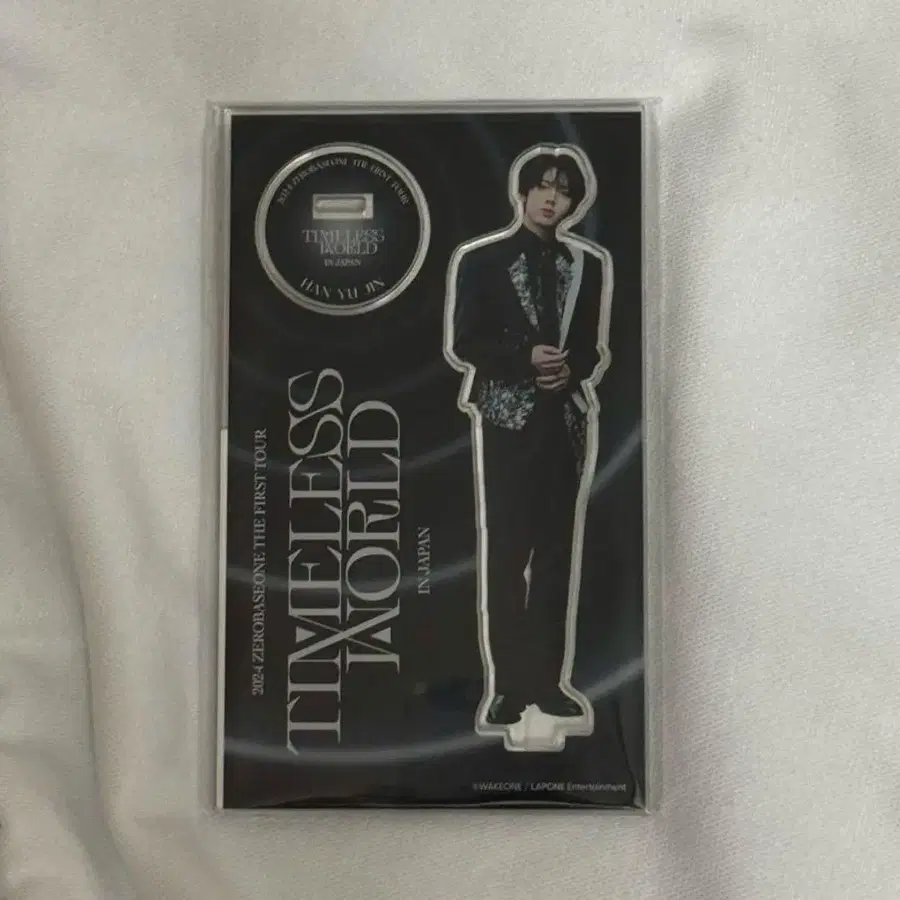 2024 ZEROBASEONE THE FIRST TOUR
TIMELESS
WORLD
IN JAPAN
HAN YU JIN
2024 ZEROBASEONE THE FIRST TOUR
TIMELESS
WORLD
IN JAPAN
©WAKEONE / LAPONE Entertainment